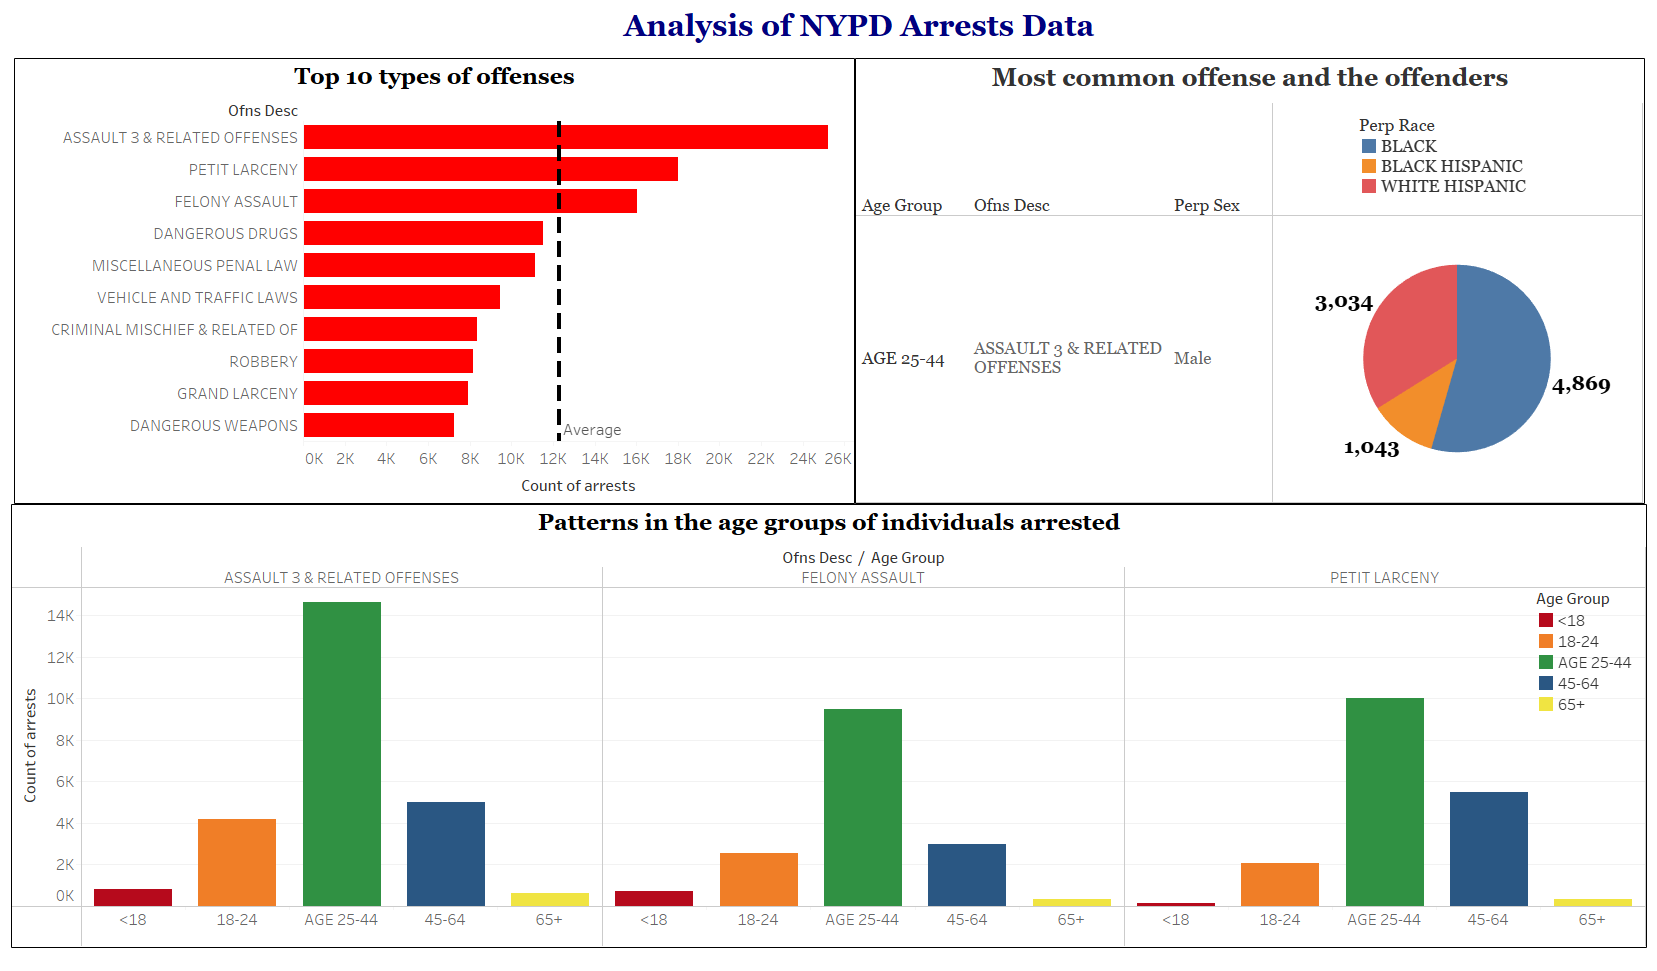 Analysis of NYPD Arrests Data
Top 10 types of offenses
Ofns Desc
ASSAULT 3 & RELATED OFFENSES
PETIT LARCENY
FELONY ASSAULT
DANGEROUS DRUGS
MISCELLANEOUS PENAL LAW
VEHICLE AND TRAFFIC LAWS
CRIMINAL MISCHIEF & RELATED OF
ROBBERY
GRAND LARCENY
DANGEROUS WEAPONS
Average
0K 2K 4K 6K 8K 10K 12K 14K 16K 18K 20K 22K 24K 26K
Count of arrests
Most common offense and the offenders
Perp Race
BLACK
BLACK HISPANIC
WHITE HISPANIC
Age Group Ofns Desc Perp Sex
AGE 25-44 ASSAULT 3 & RELATED
OFFENSES
Male
3,034
4,869
1,043
Patterns in the age groups of individuals arrested
Ofns Desc / Age Group
ASSAULT 3 & RELATED OFFENSES FELONY ASSAULT PETIT LARCENY
Age Group
<18
18-24
AGE 25-44
45-64
65+
Count of arrests
14K
12K
10K
8K
6K
4K
2K
0K
<18 18-24 AGE 25-44 45-64 65+ <18 18-24 AGE 25-44 45-64 65+ <18 18-24 AGE 25-44 45-64 65+